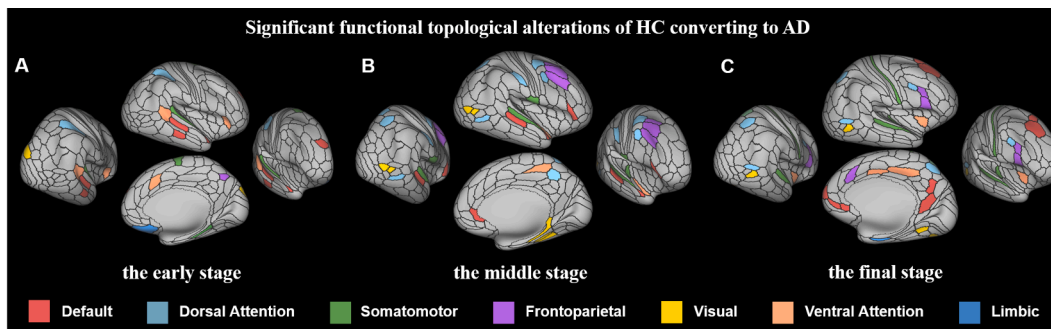 Significant functional topological alterations of HC converting to AD
A B C
the early stage the middle stage the final stage
Default Dorsal Attention Somatomotor Frontoparietal Visual Ventral Attention Limbic